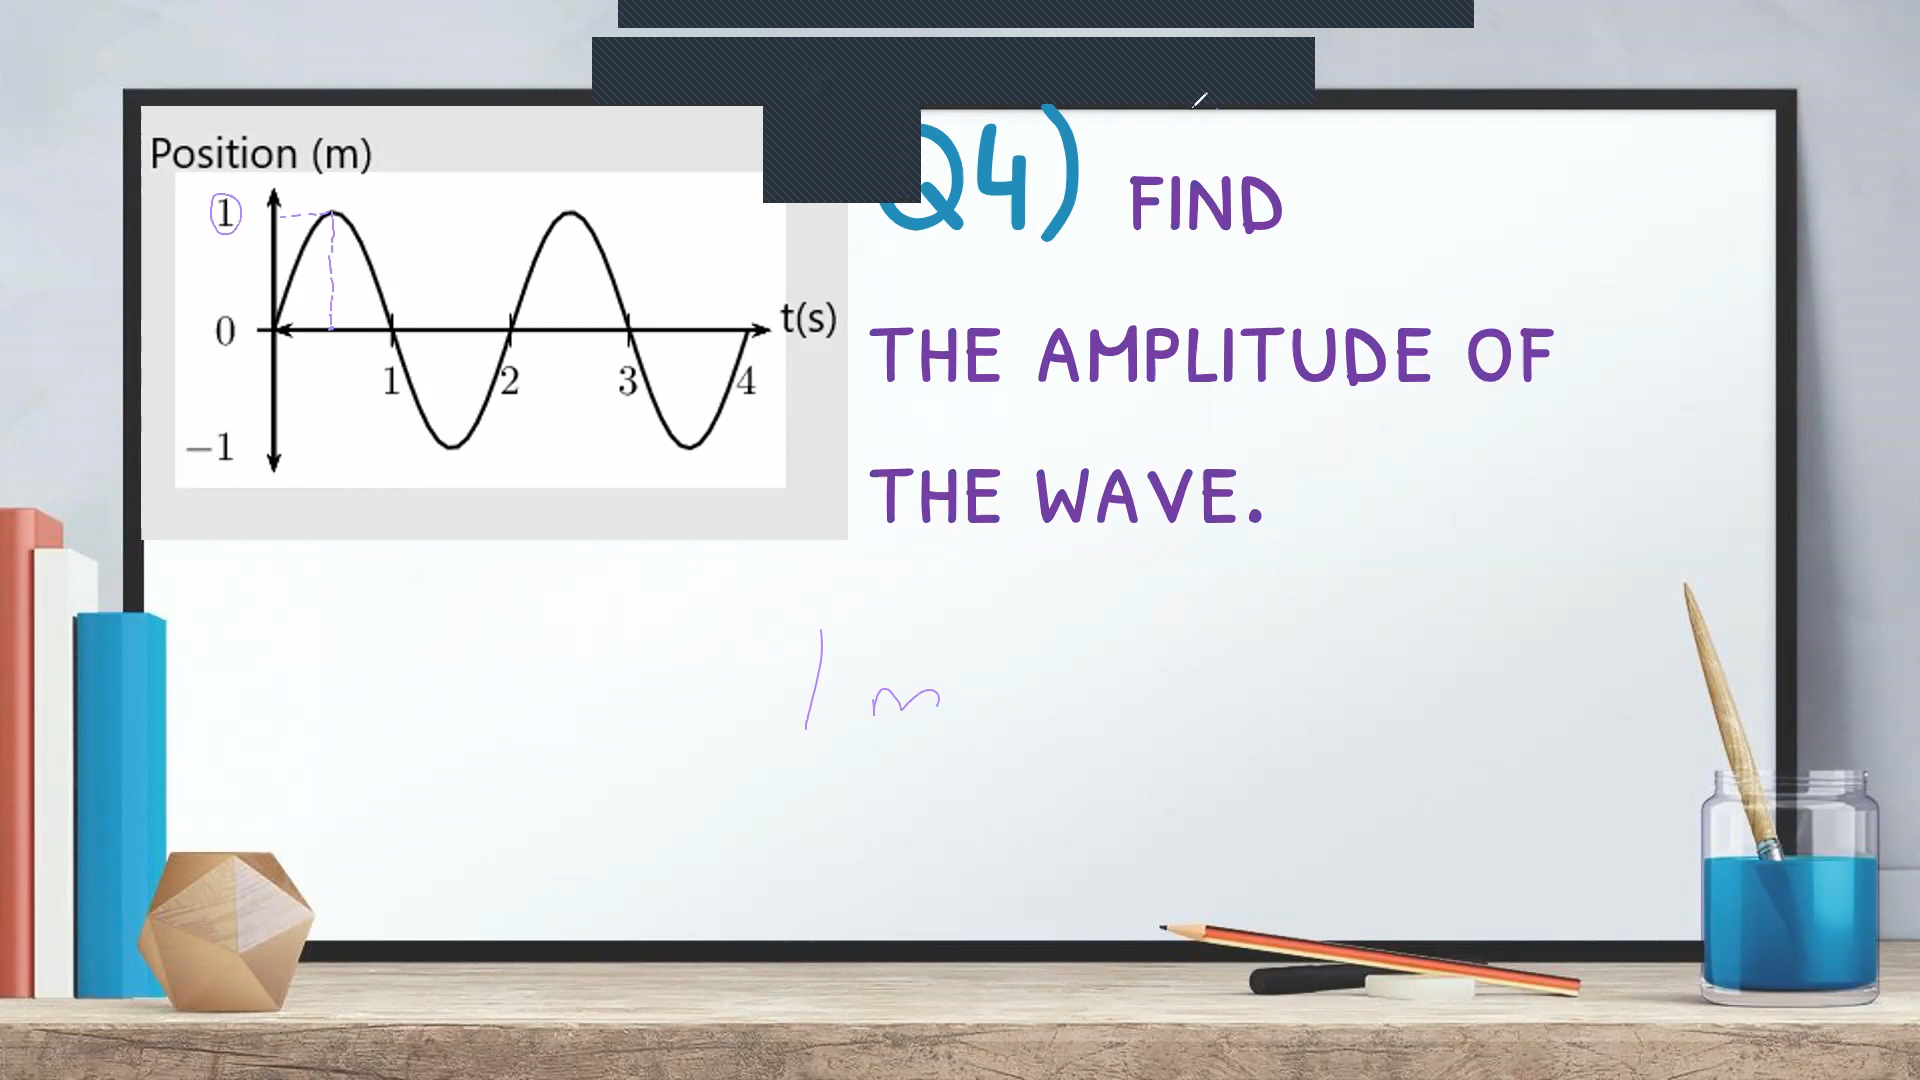 Position (m)
1
0
-1
1 2 3 4
t(s)
Q4) FIND
THE AMPLITUDE OF
THE WAVE.
1 m